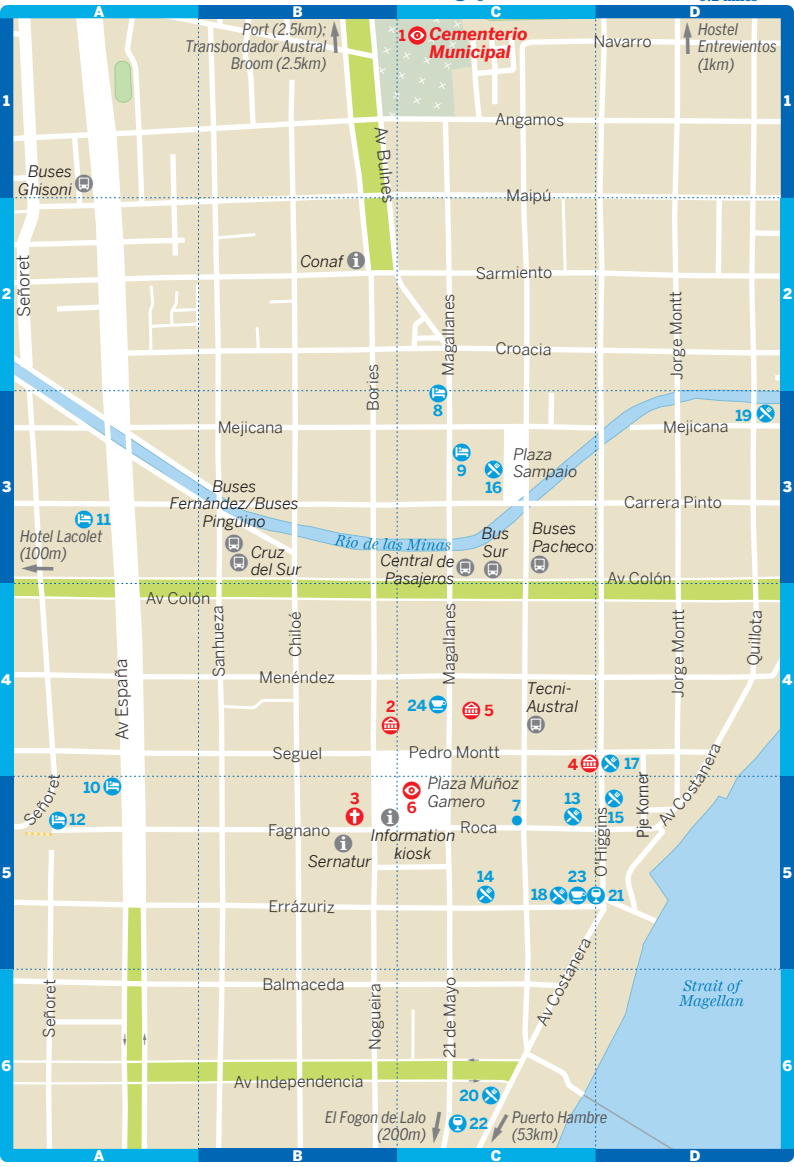 A
B
C
D
Port (2.5km);
Transbordador Austral
Broom (2.5km)
1
Cementerio
Municipal
Navarro
Hostel
Entrevientos
(1km)
1
1
Angamos
Av Bulnes
Buses
Ghisoni
Maipú
Conaf
Sarmiento
Señoret
2
2
Magallanes
Jorge Montt
Croacia
Bories
8
Mejicana
Mejicana
19
9
16
Plaza
Sampaio
3
3
Buses
Fernández/Buses
Pingüino
Carrera Pinto
11
Hotel Lacolet
(100m)
Cruz
del Sur
Río de las Minas
Central de
Pasajeros
Bus
Sur
Buses
Pacheco
Av Colón
Av Colón
Sanhueza
Chiloé
Magallanes
Jorge Montt
Quillota
4
4
Av España
Menéndez
2
24
5
Tecni-
Austral
Seguel
Pedro Montt
4
17
10
Señoret
12
3
6
Plaza Muñoz
Gamero
7
13
15
O'Higgins
Pje Korner
Av Costanera
Fagnano
Information
kiosk
Roca
Sernatur
5
5
14
18
23
21
Errázuriz
Balmaceda
Señoret
Nogueira
21 de Mayo
Av Costanera
Strait of
Magellan
6
6
Av Independencia
20
El Fogon de Lalo
(200m)
22
Puerto Hambre
(53km)
A
B
C
D